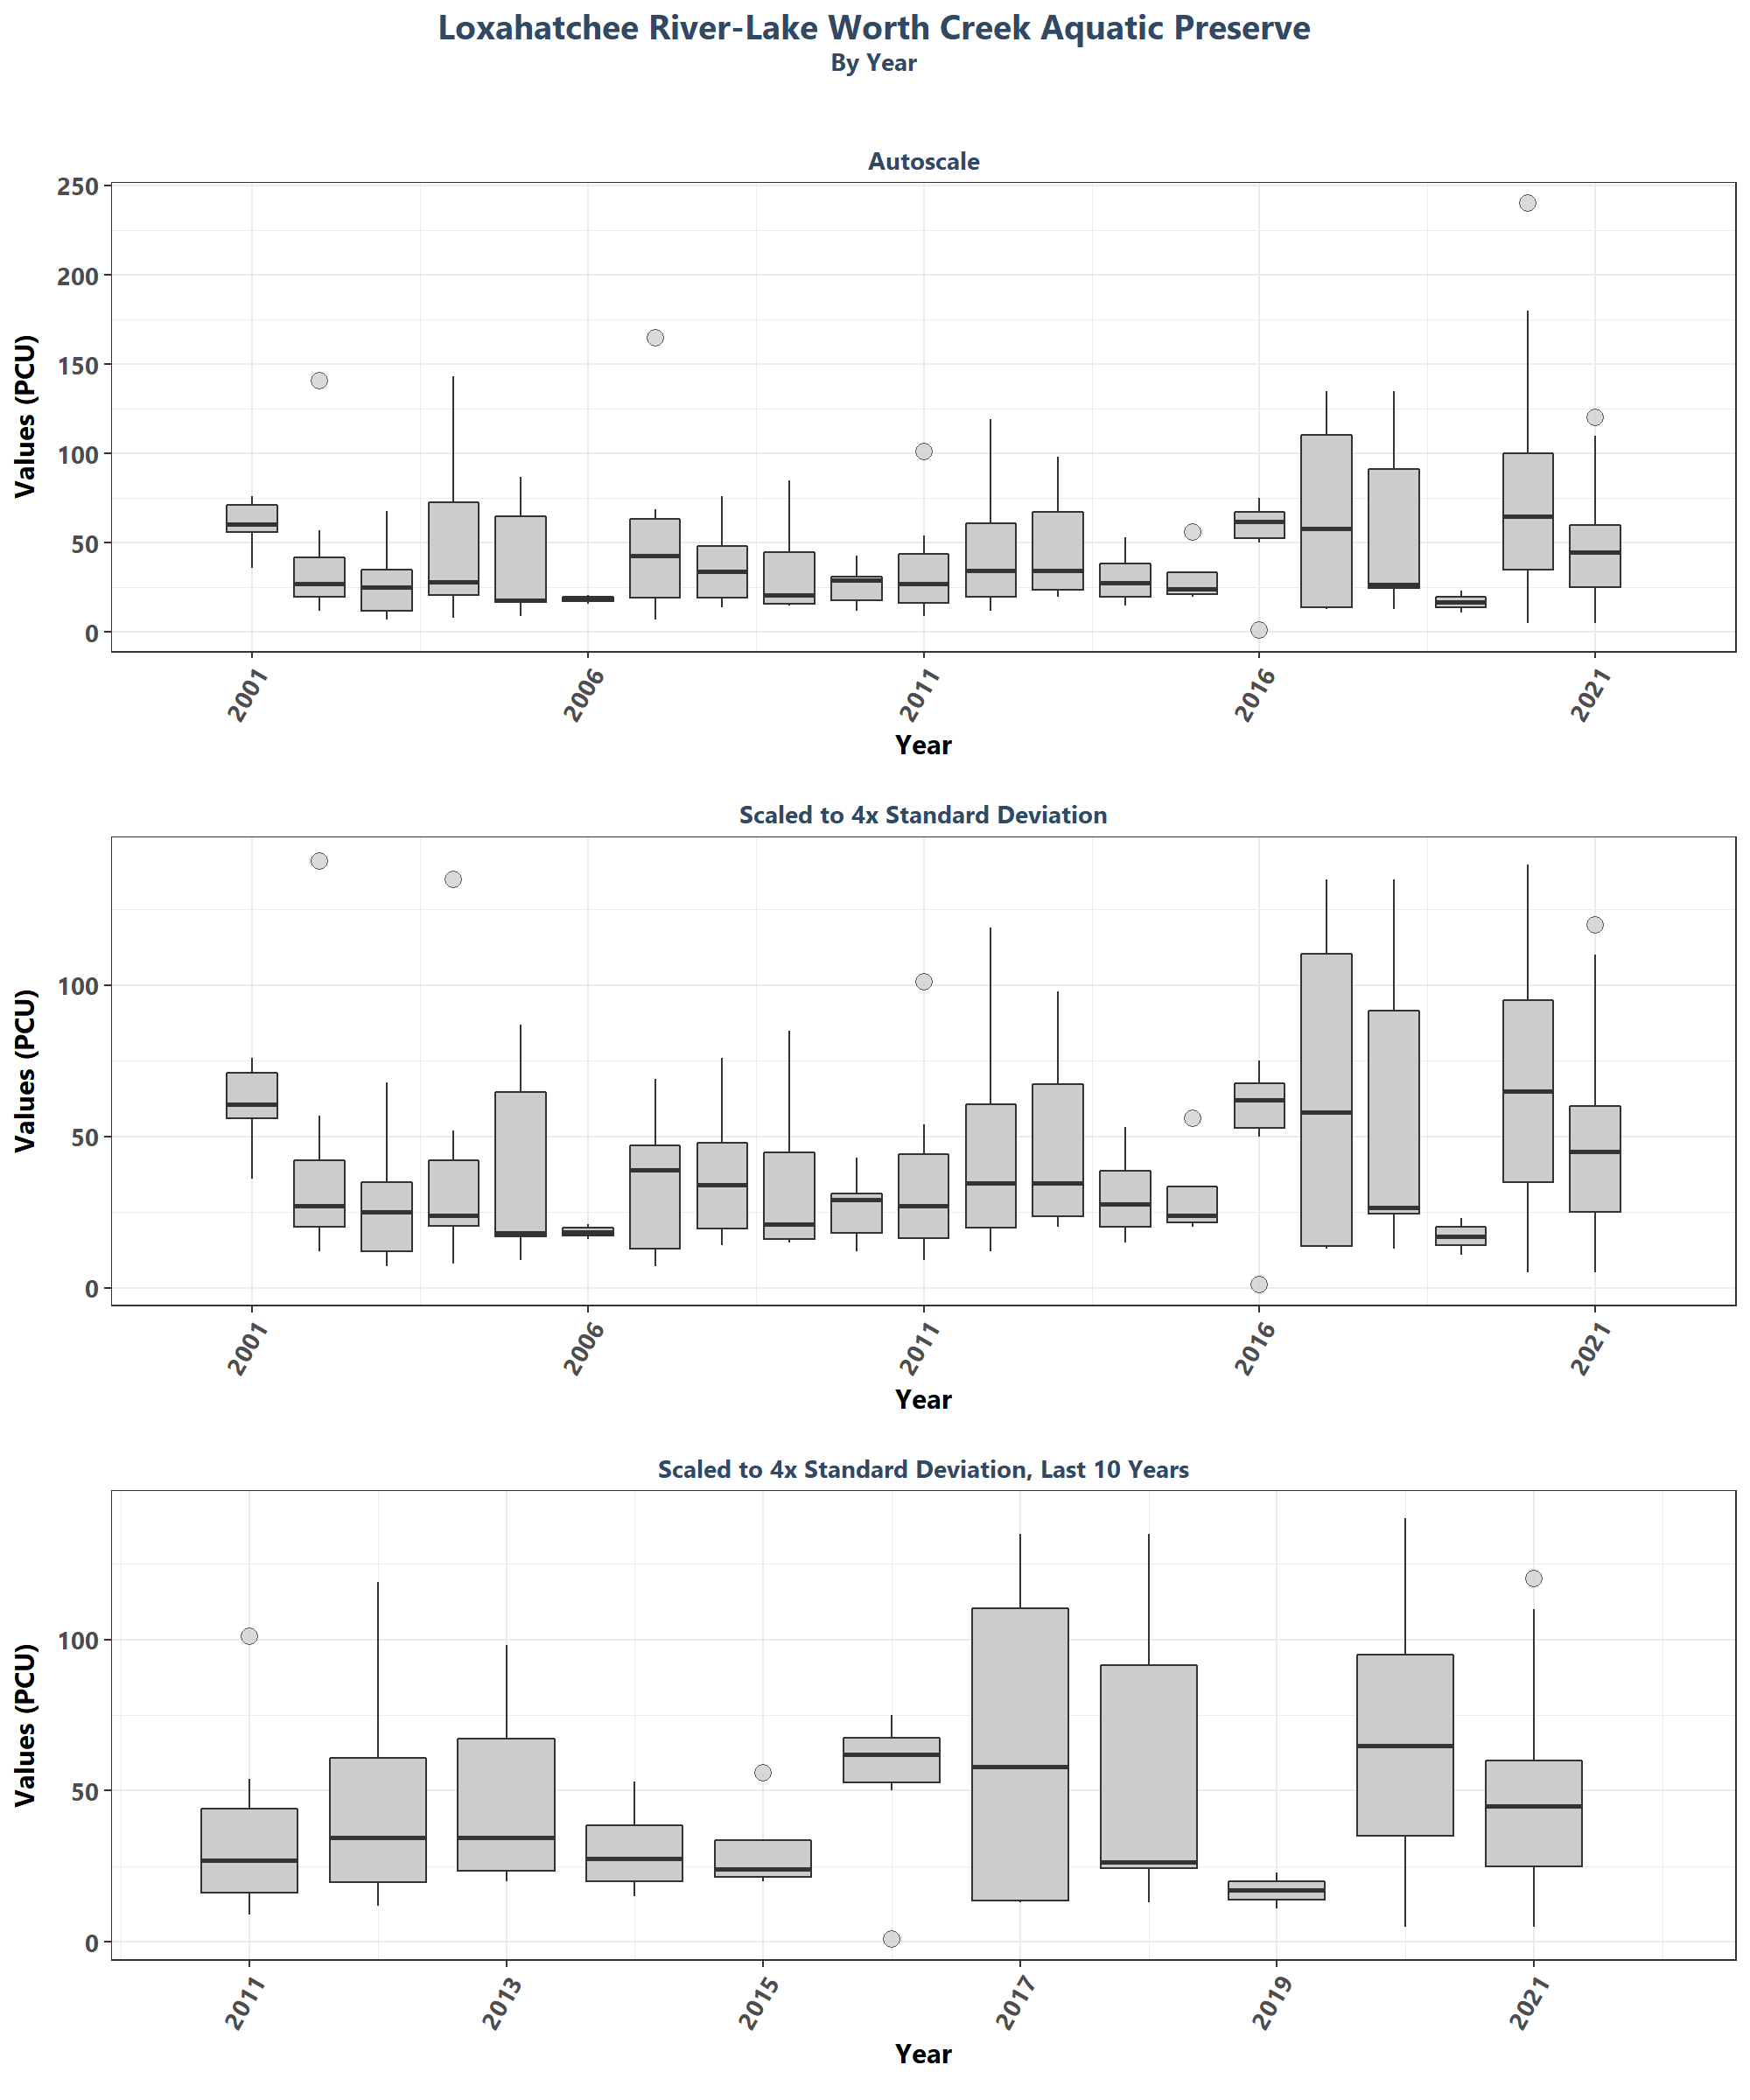 Loxahatchee River-Lake Worth Creek Aquatic Preserve
By Year
Autoscale
Values (PCU)
250
200
150
100
50
0
2001
2006
2011
2016
2021
Year
Scaled to 4x Standard Deviation
Values (PCU)
100
50
0
2001
2006
2011
2016
2021
Year
Scaled to 4x Standard Deviation, Last 10 Years
Values (PCU)
100
50
0
2011
2013
2015
2017
2019
2021
Year